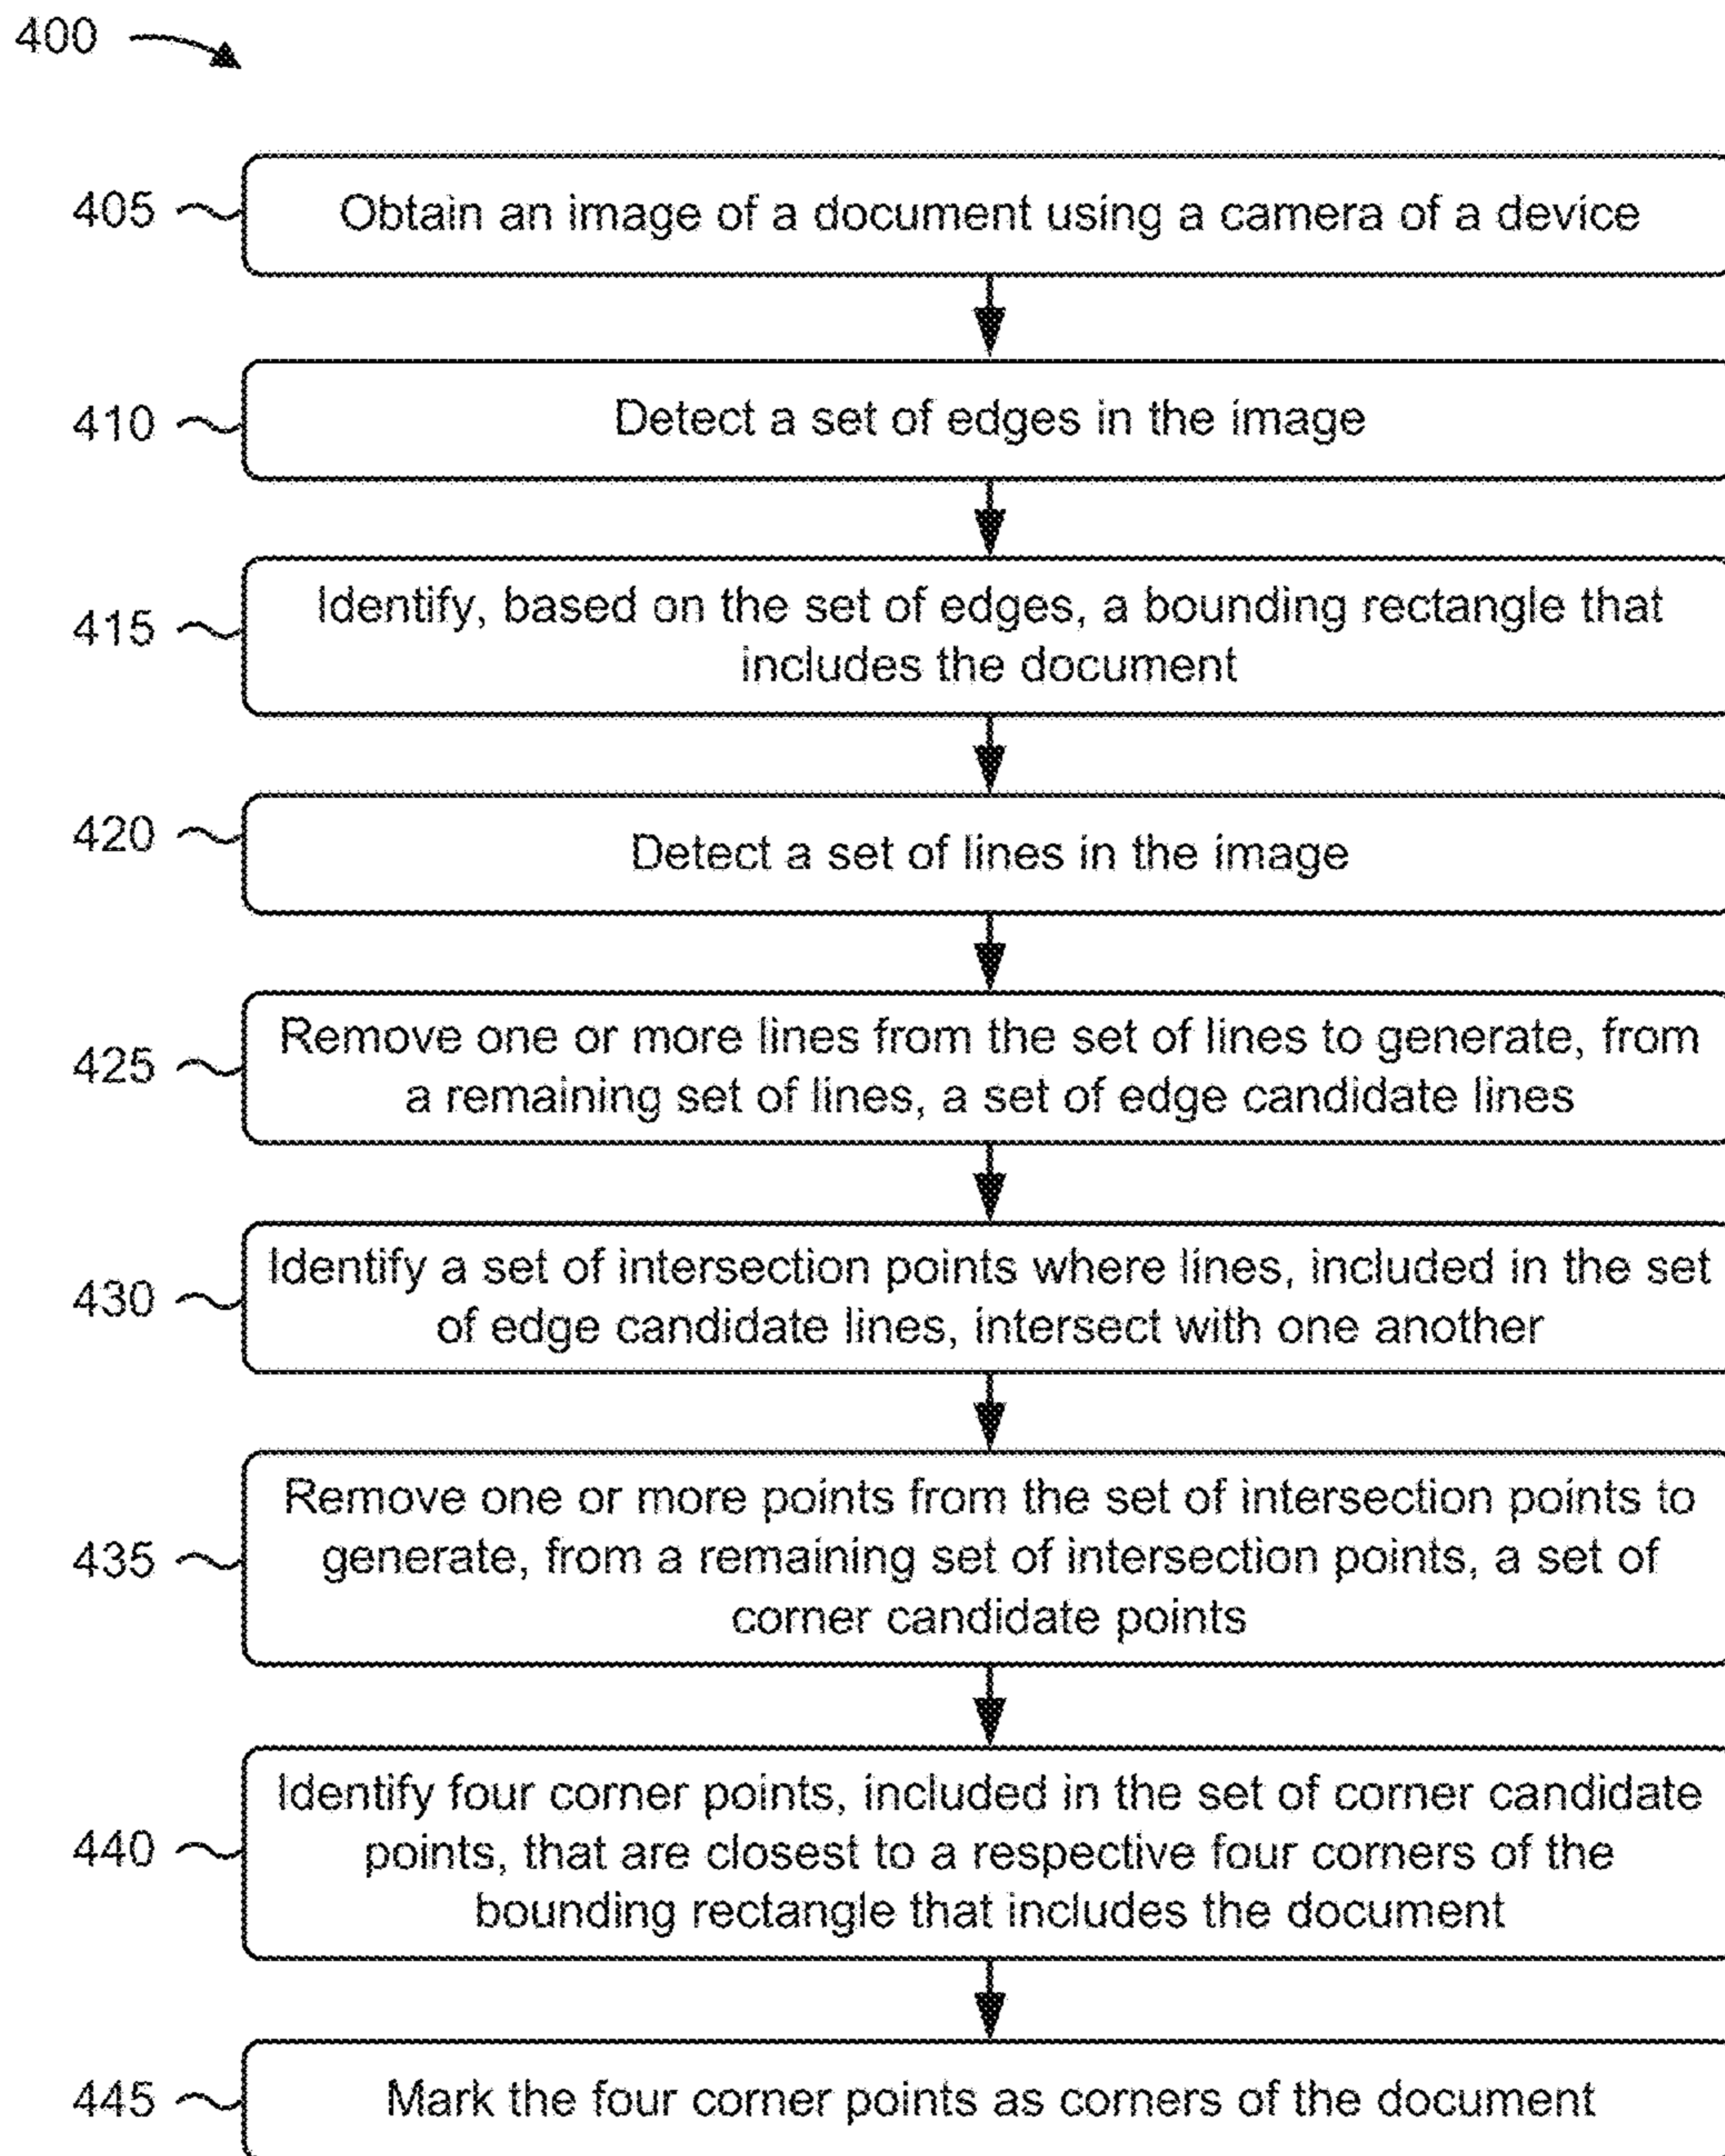 400
405
Obtain an image of a document using a camera of a device
410
Detect a set of edges in the image
415
Identify, based on the set of edges, a bounding rectangle that
includes the document
420
Detect a set of lines in the image
425
Remove one or more lines from the set of lines to generate, from
a remaining set of lines, a set of edge candidate lines
430
Identify a set of intersection points where lines, included in the set
of edge candidate lines, intersect with one another
435
Remove one or more points from the set of intersection points to
generate, from a remaining set of intersection points, a set of
corner candidate points
440
Identify four corner points, included in the set of corner candidate
points, that are closest to a respective four corners of the
bounding rectangle that includes the document
445
Mark the four corner points as corners of the document